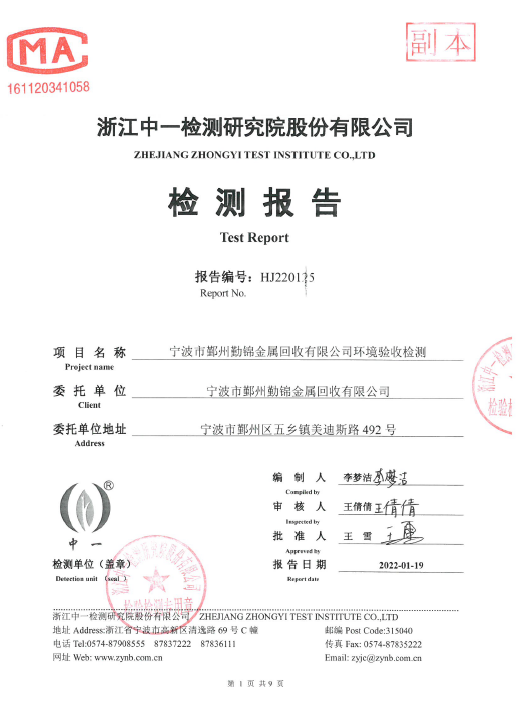 MA
副本
161120341058
浙江中一检测研究院股份有限公司
ZHEJIANG ZHONGYI TEST INSTITUTE CO.,LTD
检测报告
Test Report
报告编号：HJ220125
Report No.
项目名称 宁波市鄞州勤锦金属回收有限公司环境验收检测
Project name
委托单位 宁波市鄞州勤锦金属回收有限公司
Client
委托单位地址 宁波市鄞州区五乡镇美迪斯路 492 号
Address
®
中一
编制人 李梦洁 李梦洁
Compiled by
审核人 王倩倩 王倩倩
Inspected by
批准人 王雪 王雪
Approved by
检测单位（盖章）
Detection unit (seal)
报告日期 2022-01-19
Report date
检验检测专用章
浙江中一检测研究院股份有限公司 ZHEJIANG ZHONGYI TEST INSTITUTE CO.,LTD
地址 Address:浙江省宁波市高新区清逸路 69 号 C 幢 邮编 Post Code:315040
电话 Tel:0574-87908555 87837222 87836111 传真 Fax: 0574-87835222
网址 Web: www.zynb.com.cn Email: zyjc@zynb.com.cn
第 1 页 共 9 页